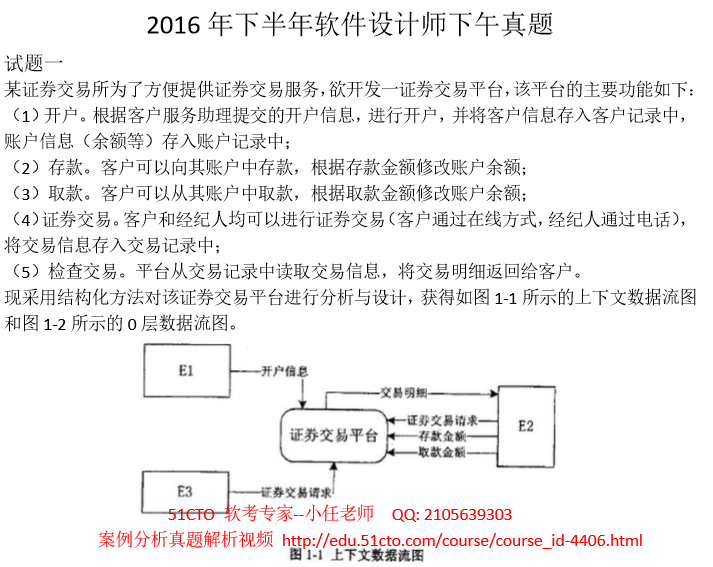 2016 年下半年软件设计师下午真题
试题一
某证券交易所为了方便提供证券交易服务，欲开发一证券交易平台，该平台的主要功能如下：
（1）开户。根据客户服务助理提交的开户信息，进行开户，并将客户信息存入客户记录中，
账户信息（余额等）存入账户记录中；
（2）存款。客户可以向其账户中存款，根据存款金额修改账户余额；
（3）取款。客户可以从其账户中取款，根据取款金额修改账户余额；
（4）证券交易。客户和经纪人均可以进行证券交易（客户通过在线方式，经纪人通过电话），
将交易信息存入交易记录中；
（5）检查交易。平台从交易记录中读取交易信息，将交易明细返回给客户。
现采用结构化方法对该证券交易平台进行分析与设计，获得如图 1-1 所示的上下文数据流图
和图 1-2 所示的 0 层数据流图。
E1
开户信息
交易明细
证券交易平台
证券交易请求
存款金额
取款金额
E2
E3
证券交易请求
51CTO 软考专家--小任老师 QQ: 2105639303
案例分析真题解析视频 http://edu.51cto.com/course/course_id-4406.html
图 1-1 上下文数据流图